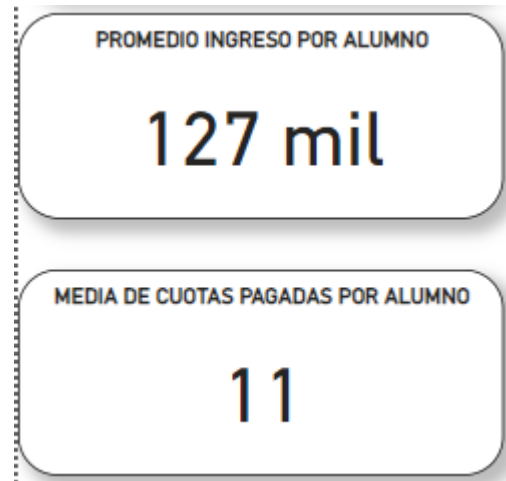 PROMEDIO INGRESO POR ALUMNO
127 mil
MEDIA DE CUOTAS PAGADAS POR ALUMNO
11